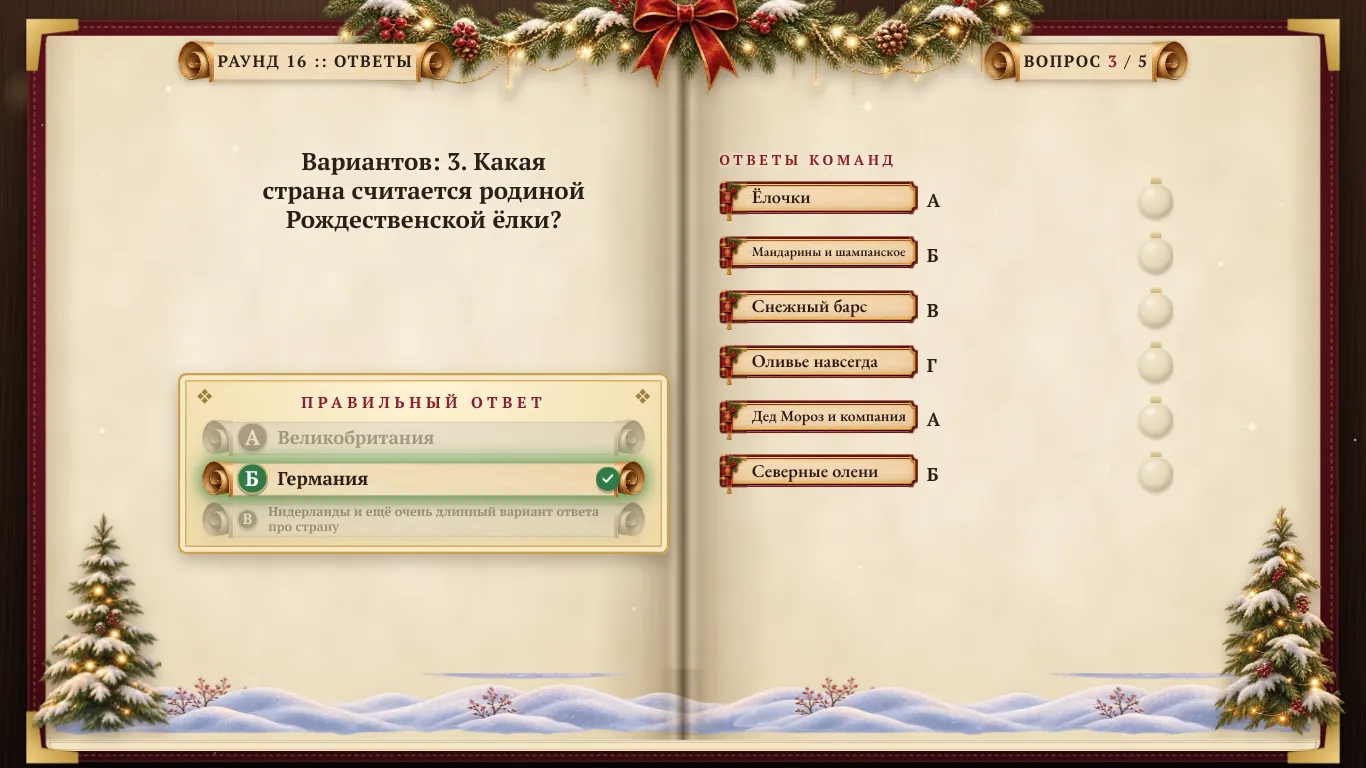 РАУНД 16 :: ОТВЕТЫ
ВОПРОС 3 / 5
Вариантов: 3. Какая
страна считается родиной
Рождественской ёлки?
ПРАВИЛЬНЫЙ ОТВЕТ
А Великобритания
Б Германия
В Нидерланды и ещё очень длинный вариант ответа
про страну
ОТВЕТЫ КОМАНД
Ёлочки А
Мандарины и шампанское Б
Снежный барс В
Оливье навсегда Г
Дед Мороз и компания А
Северные олени Б